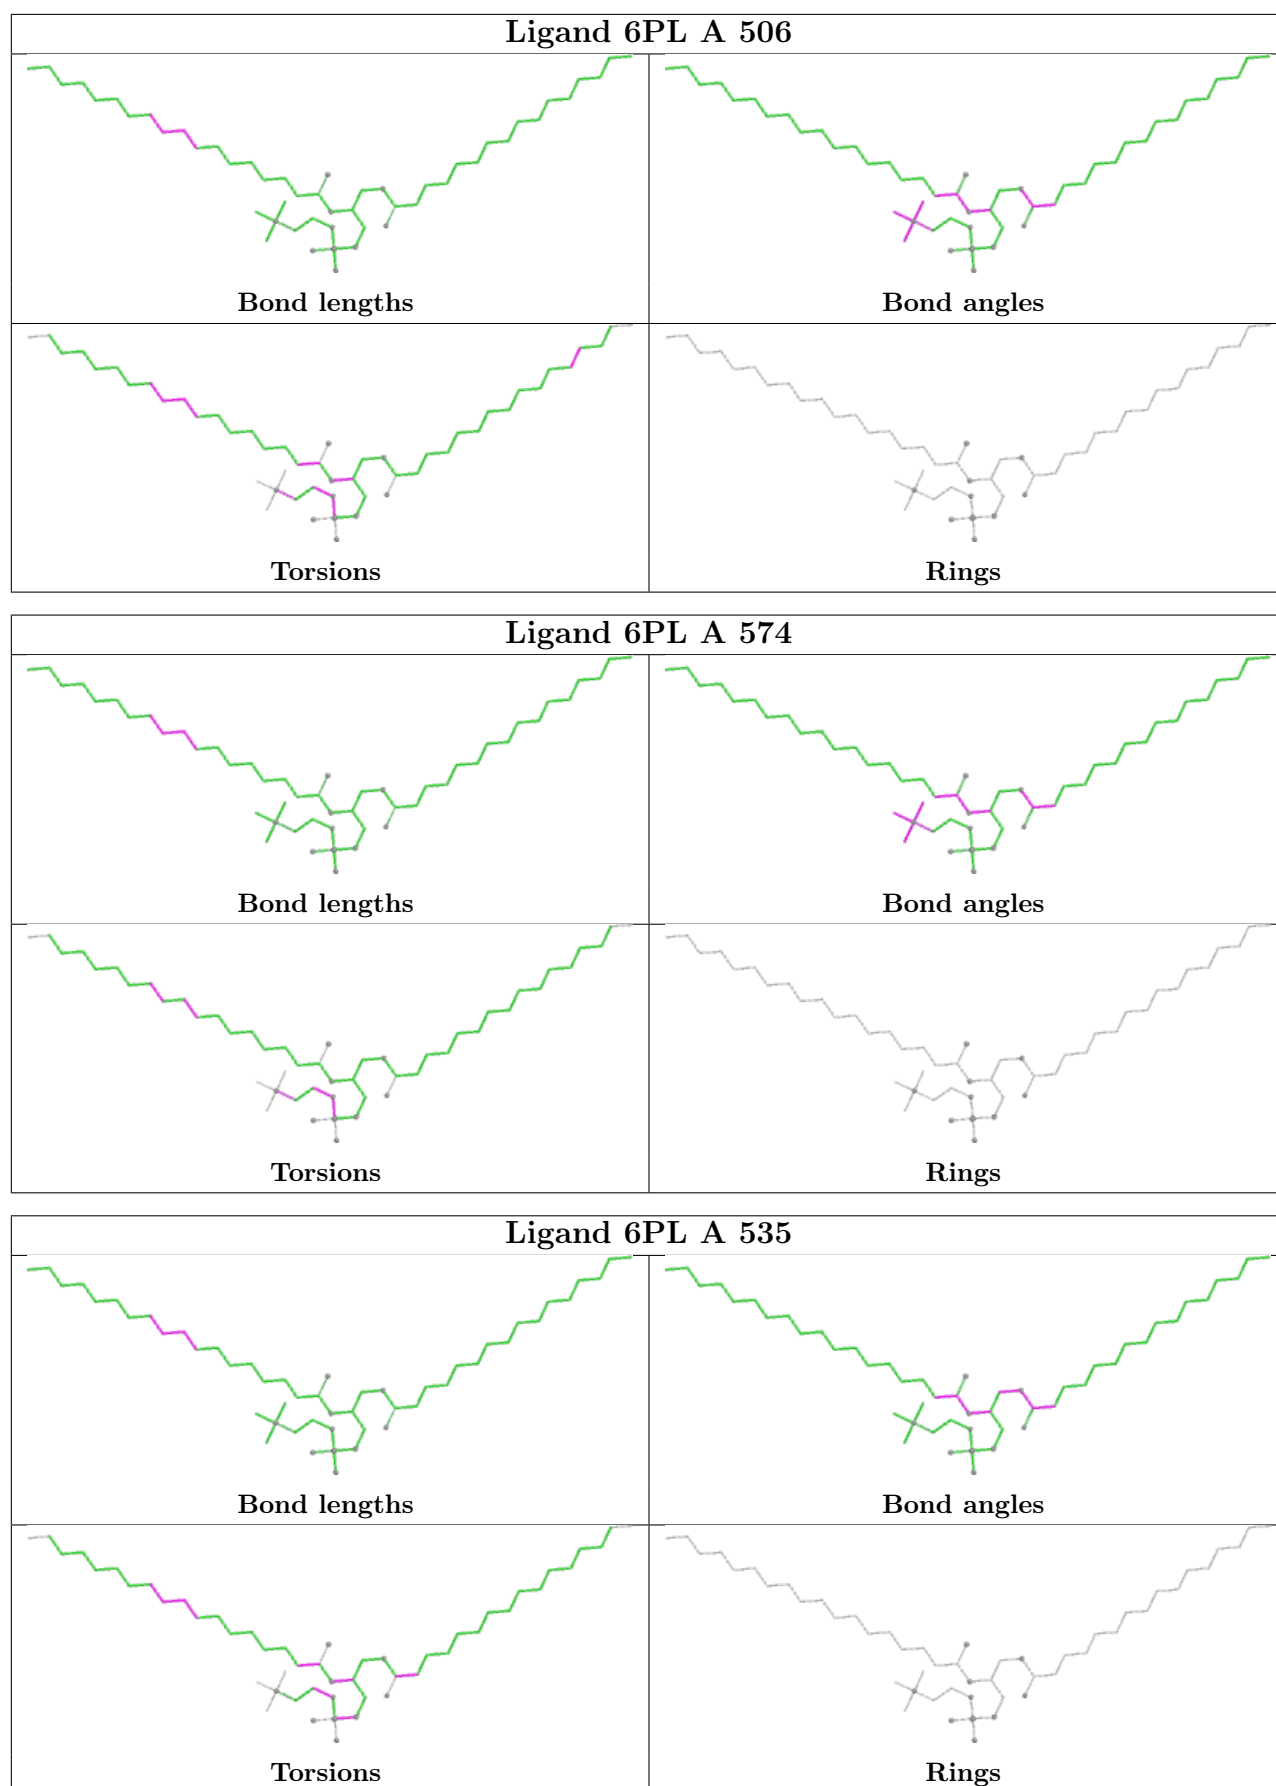 Ligand 6PL A 506
Bond lengths
Bond angles
Torsions
Rings
Ligand 6PL A 574
Bond lengths
Bond angles
Torsions
Rings
Ligand 6PL A 535
Bond lengths
Bond angles
Torsions
Rings